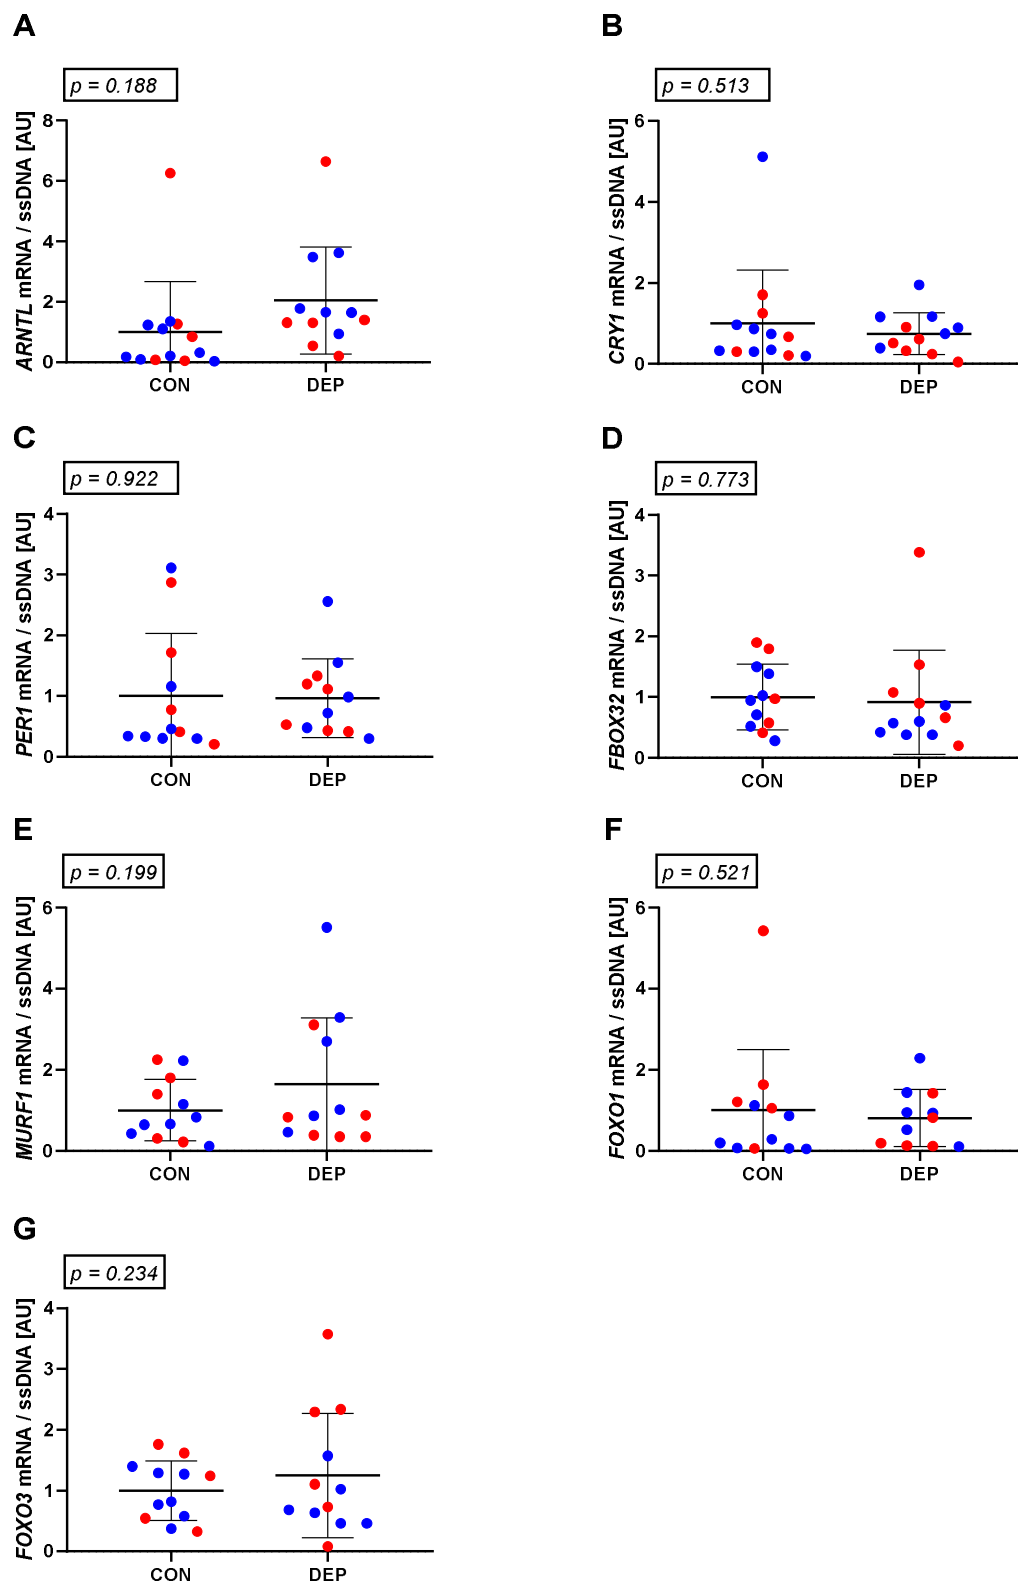 A
p = 0.188
ARNTL mRNA / ssDNA [AU]
8
6
4
2
0
CON
DEP
B
p = 0.513
CRY1 mRNA / ssDNA [AU]
6
4
2
0
CON
DEP
C
p = 0.922
PER1 mRNA / ssDNA [AU]
4
3
2
1
0
CON
DEP
D
p = 0.773
FBOX32 mRNA / ssDNA [AU]
4
3
2
1
0
CON
DEP
E
p = 0.199
MURF1 mRNA / ssDNA [AU]
6
4
2
0
CON
DEP
F
p = 0.521
FOXO1 mRNA / ssDNA [AU]
6
4
2
0
CON
DEP
G
p = 0.234
FOXO3 mRNA / ssDNA [AU]
4
3
2
1
0
CON
DEP